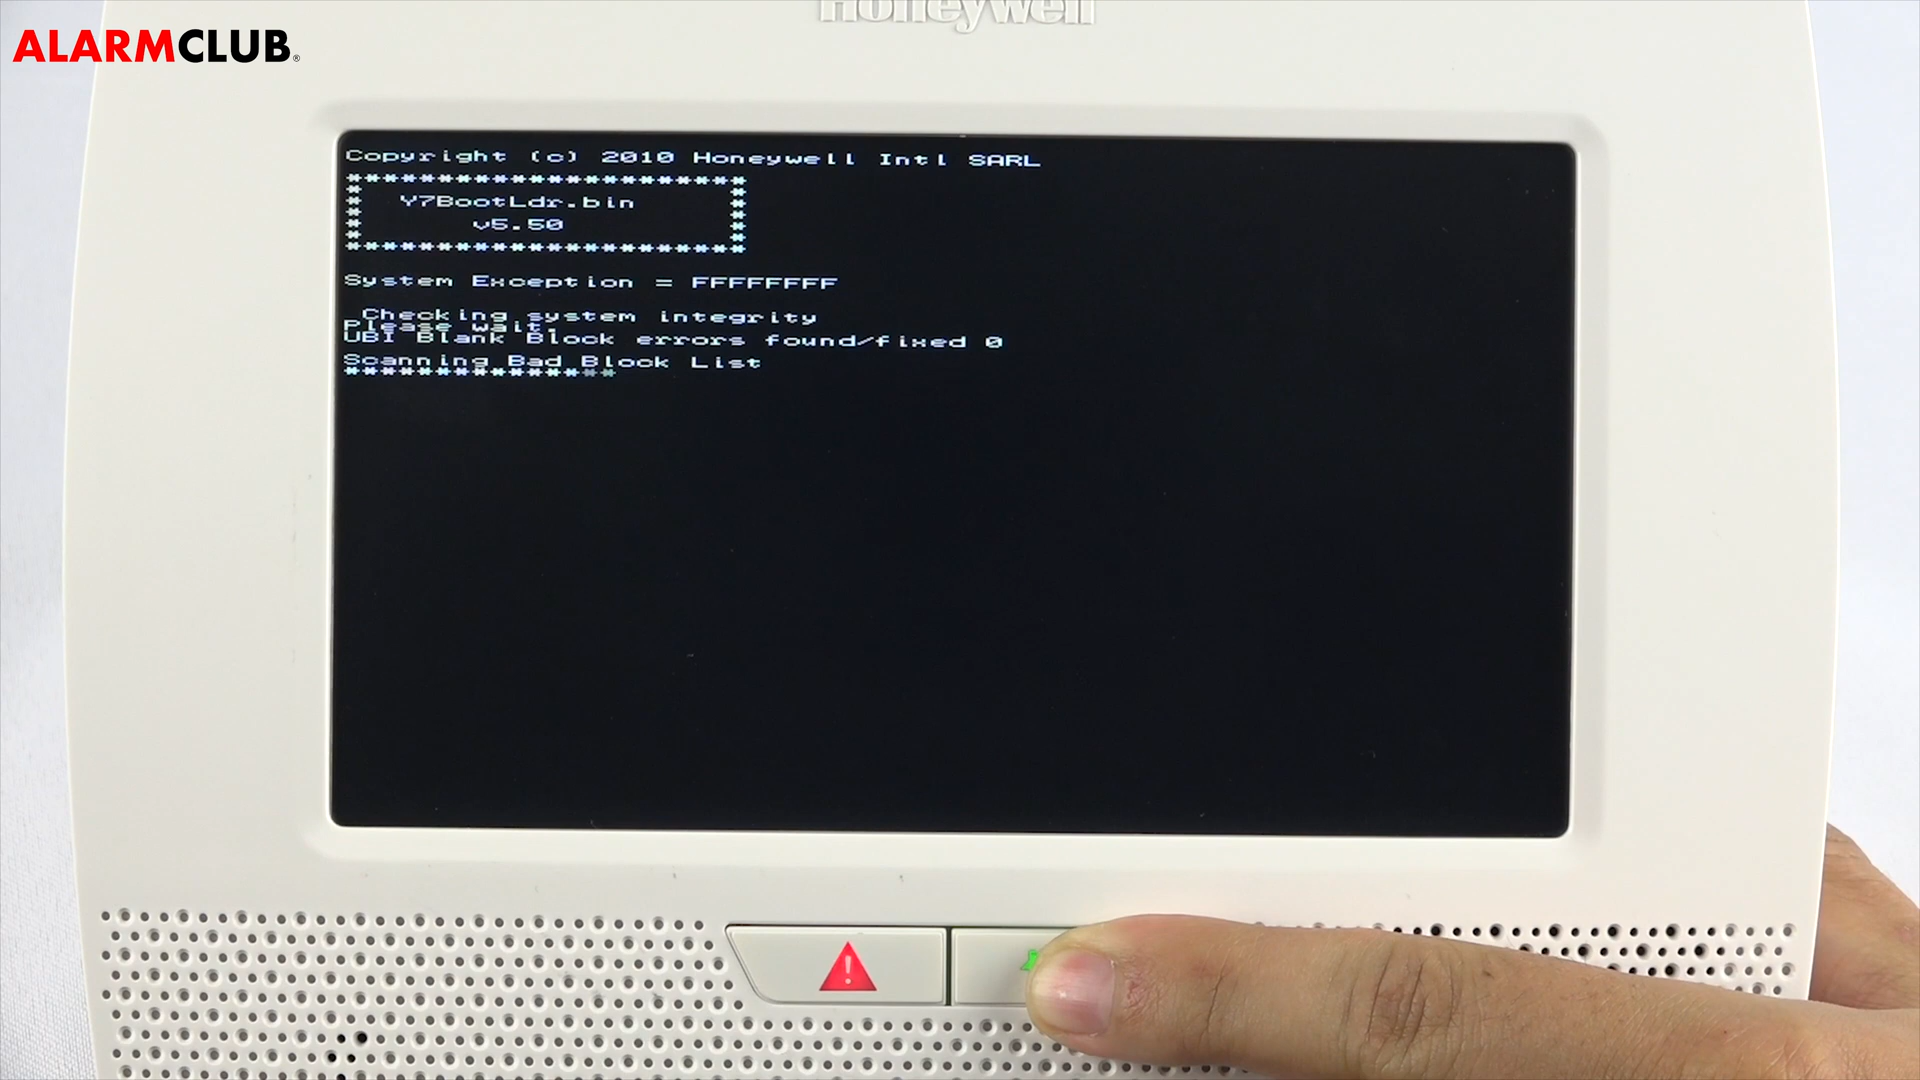 Honeywell
ALARMCLUB®
Copyright (c) 2010 Honeywell Intl SARL
***********************
Y7BootLdr.bin
v5.50
***********************
System Exception = FFFFFFFF
Checking system integrity
Please wait.
UBI Blank Block errors found/fixed 0
Scanning Bad Block List
***************